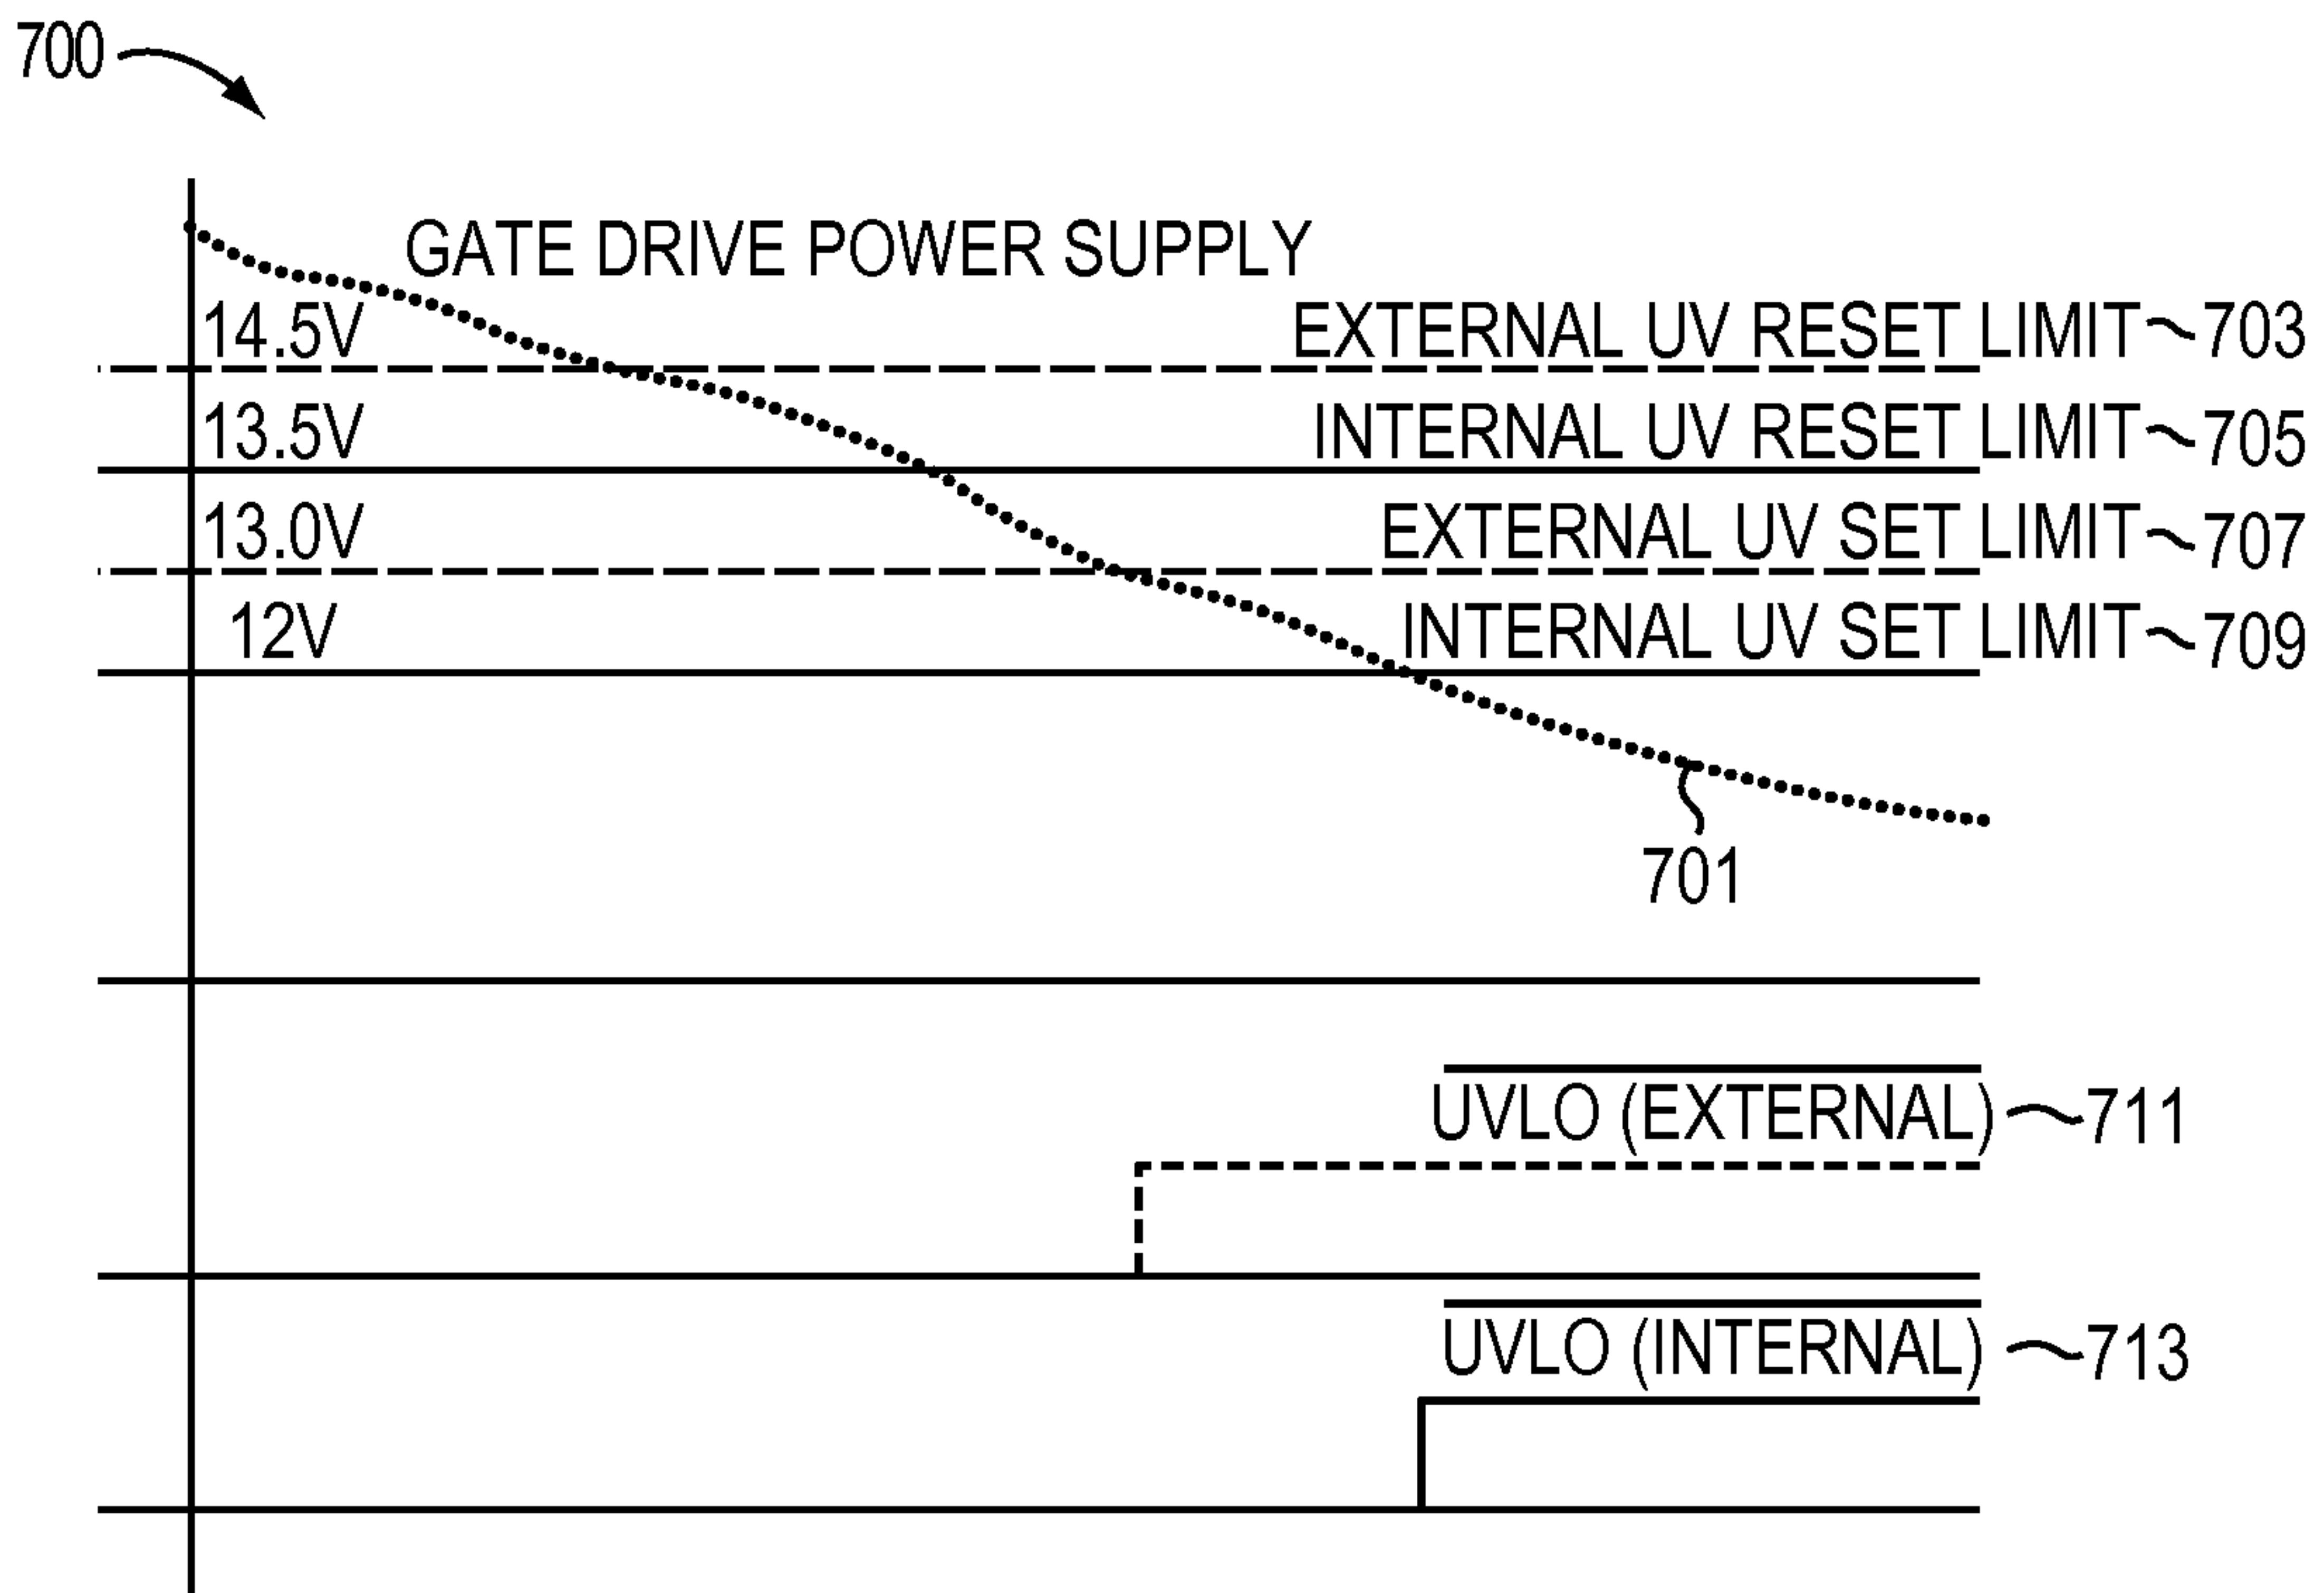 700
GATE DRIVE POWER SUPPLY
14.5V EXTERNAL UV RESET LIMIT 703
13.5V INTERNAL UV RESET LIMIT 705
13.0V EXTERNAL UV SET LIMIT 707
12V INTERNAL UV SET LIMIT 709
701
UVLO (EXTERNAL) 711
UVLO (INTERNAL) 713